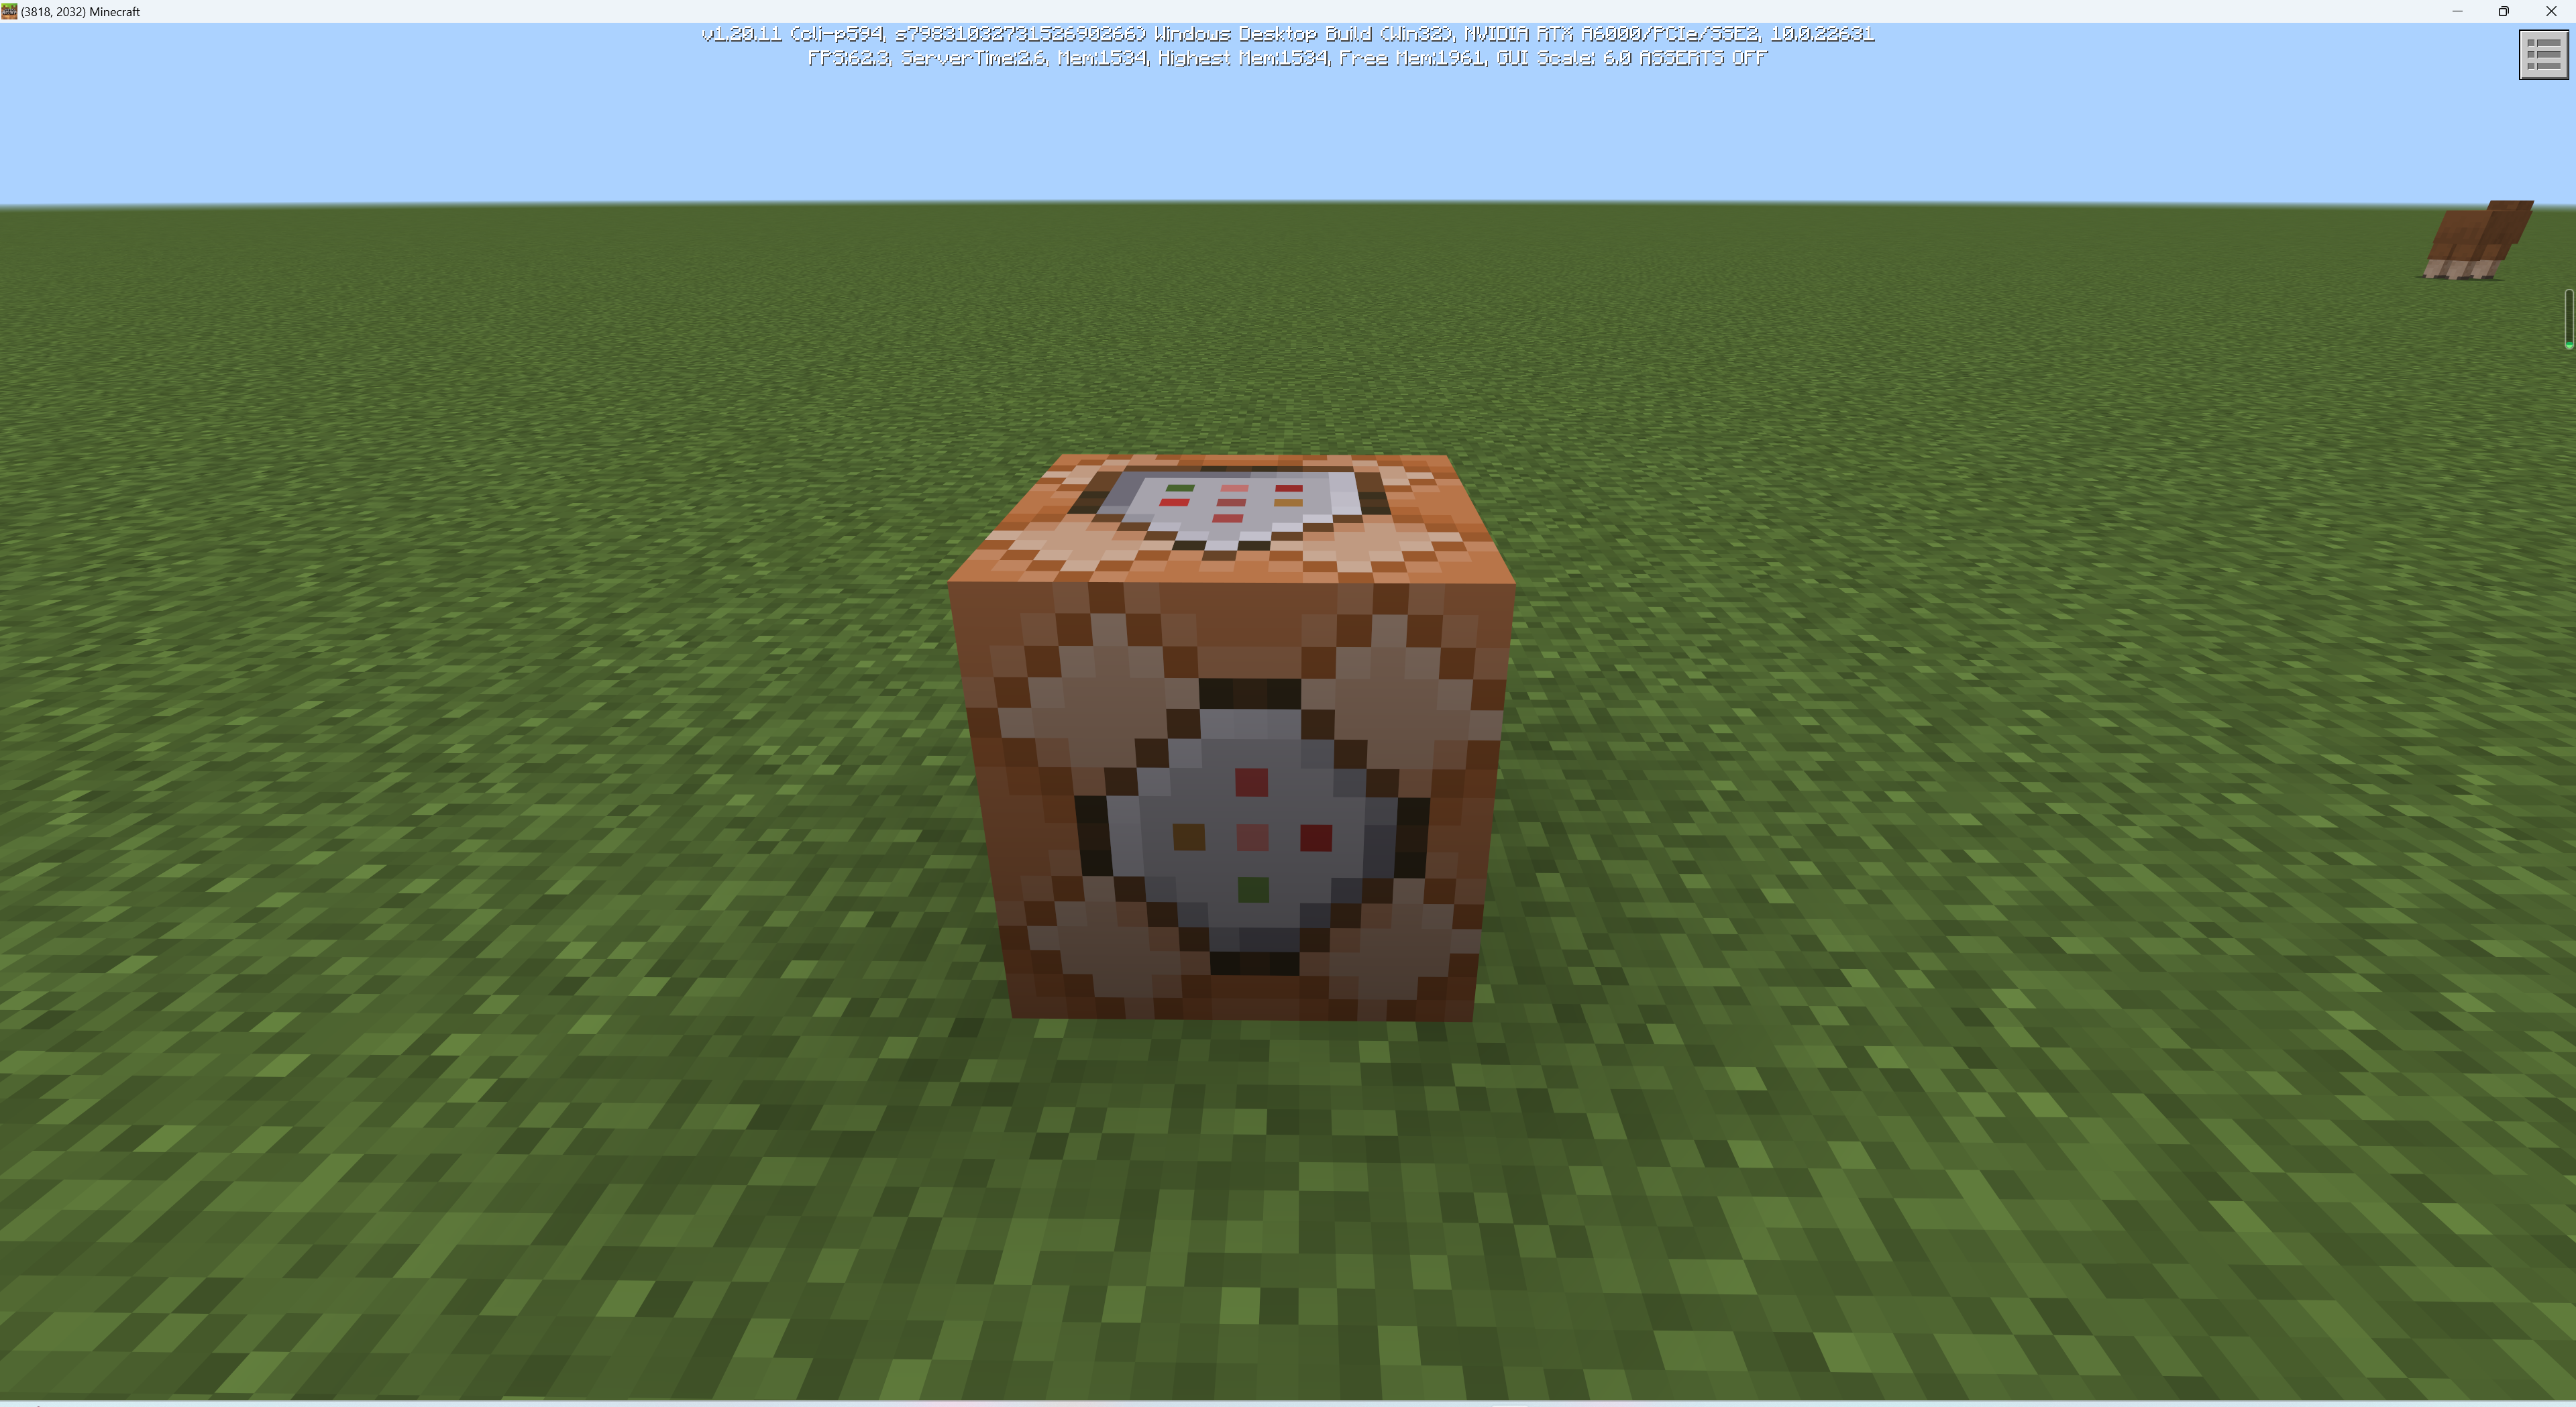 (3818, 2032) Minecraft
v1.20.11 (cli-p594, s7983103273152690266) Windows Desktop Build (Win32), NVIDIA RTX A6000/PCIe/SSE2, 10.0.22631
FPS:62.3, ServerTime:2.6, Mem:1534, Highest Mem:1534, Free Mem:1961, GUI Scale: 6.0 ASSERTS OFF